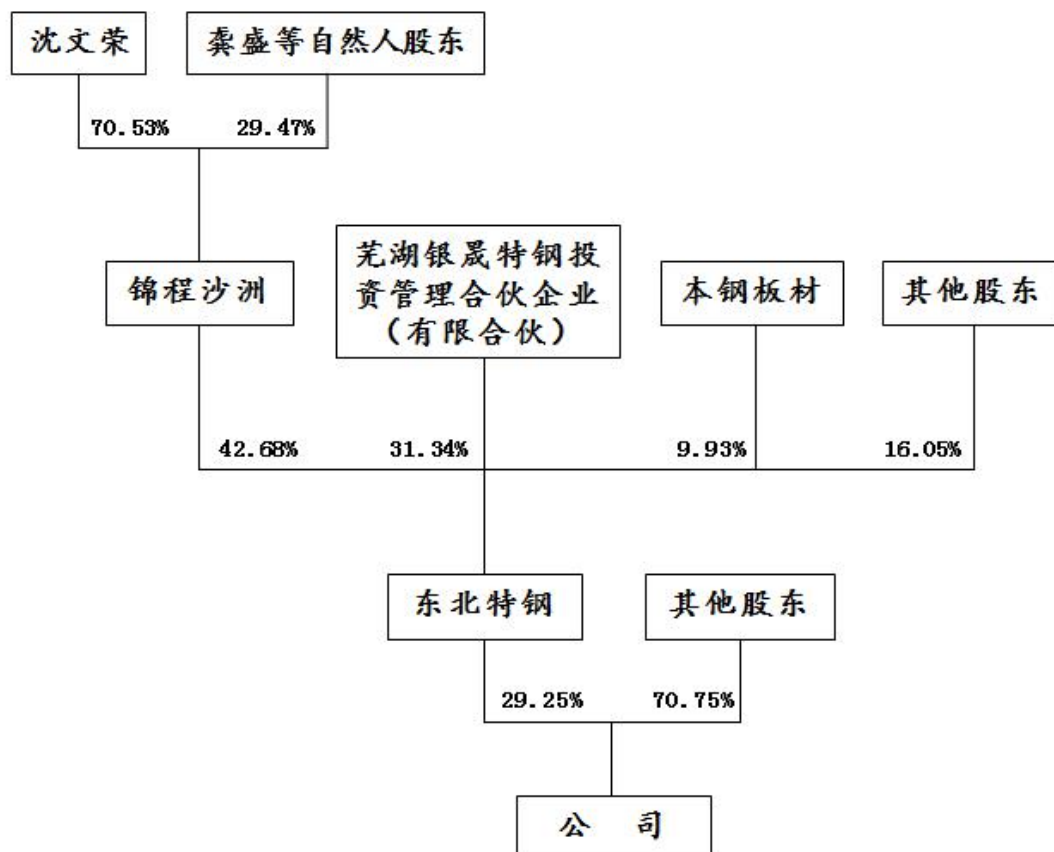 沈文荣
龚盛等自然人股东
70.53%
29.47%
锦程沙洲
芜湖银晟特钢投
资管理合伙企业
（有限合伙）
本钢板材
其他股东
42.68%
31.34%
9.93%
16.05%
东北特钢
其他股东
29.25%
70.75%
公 司